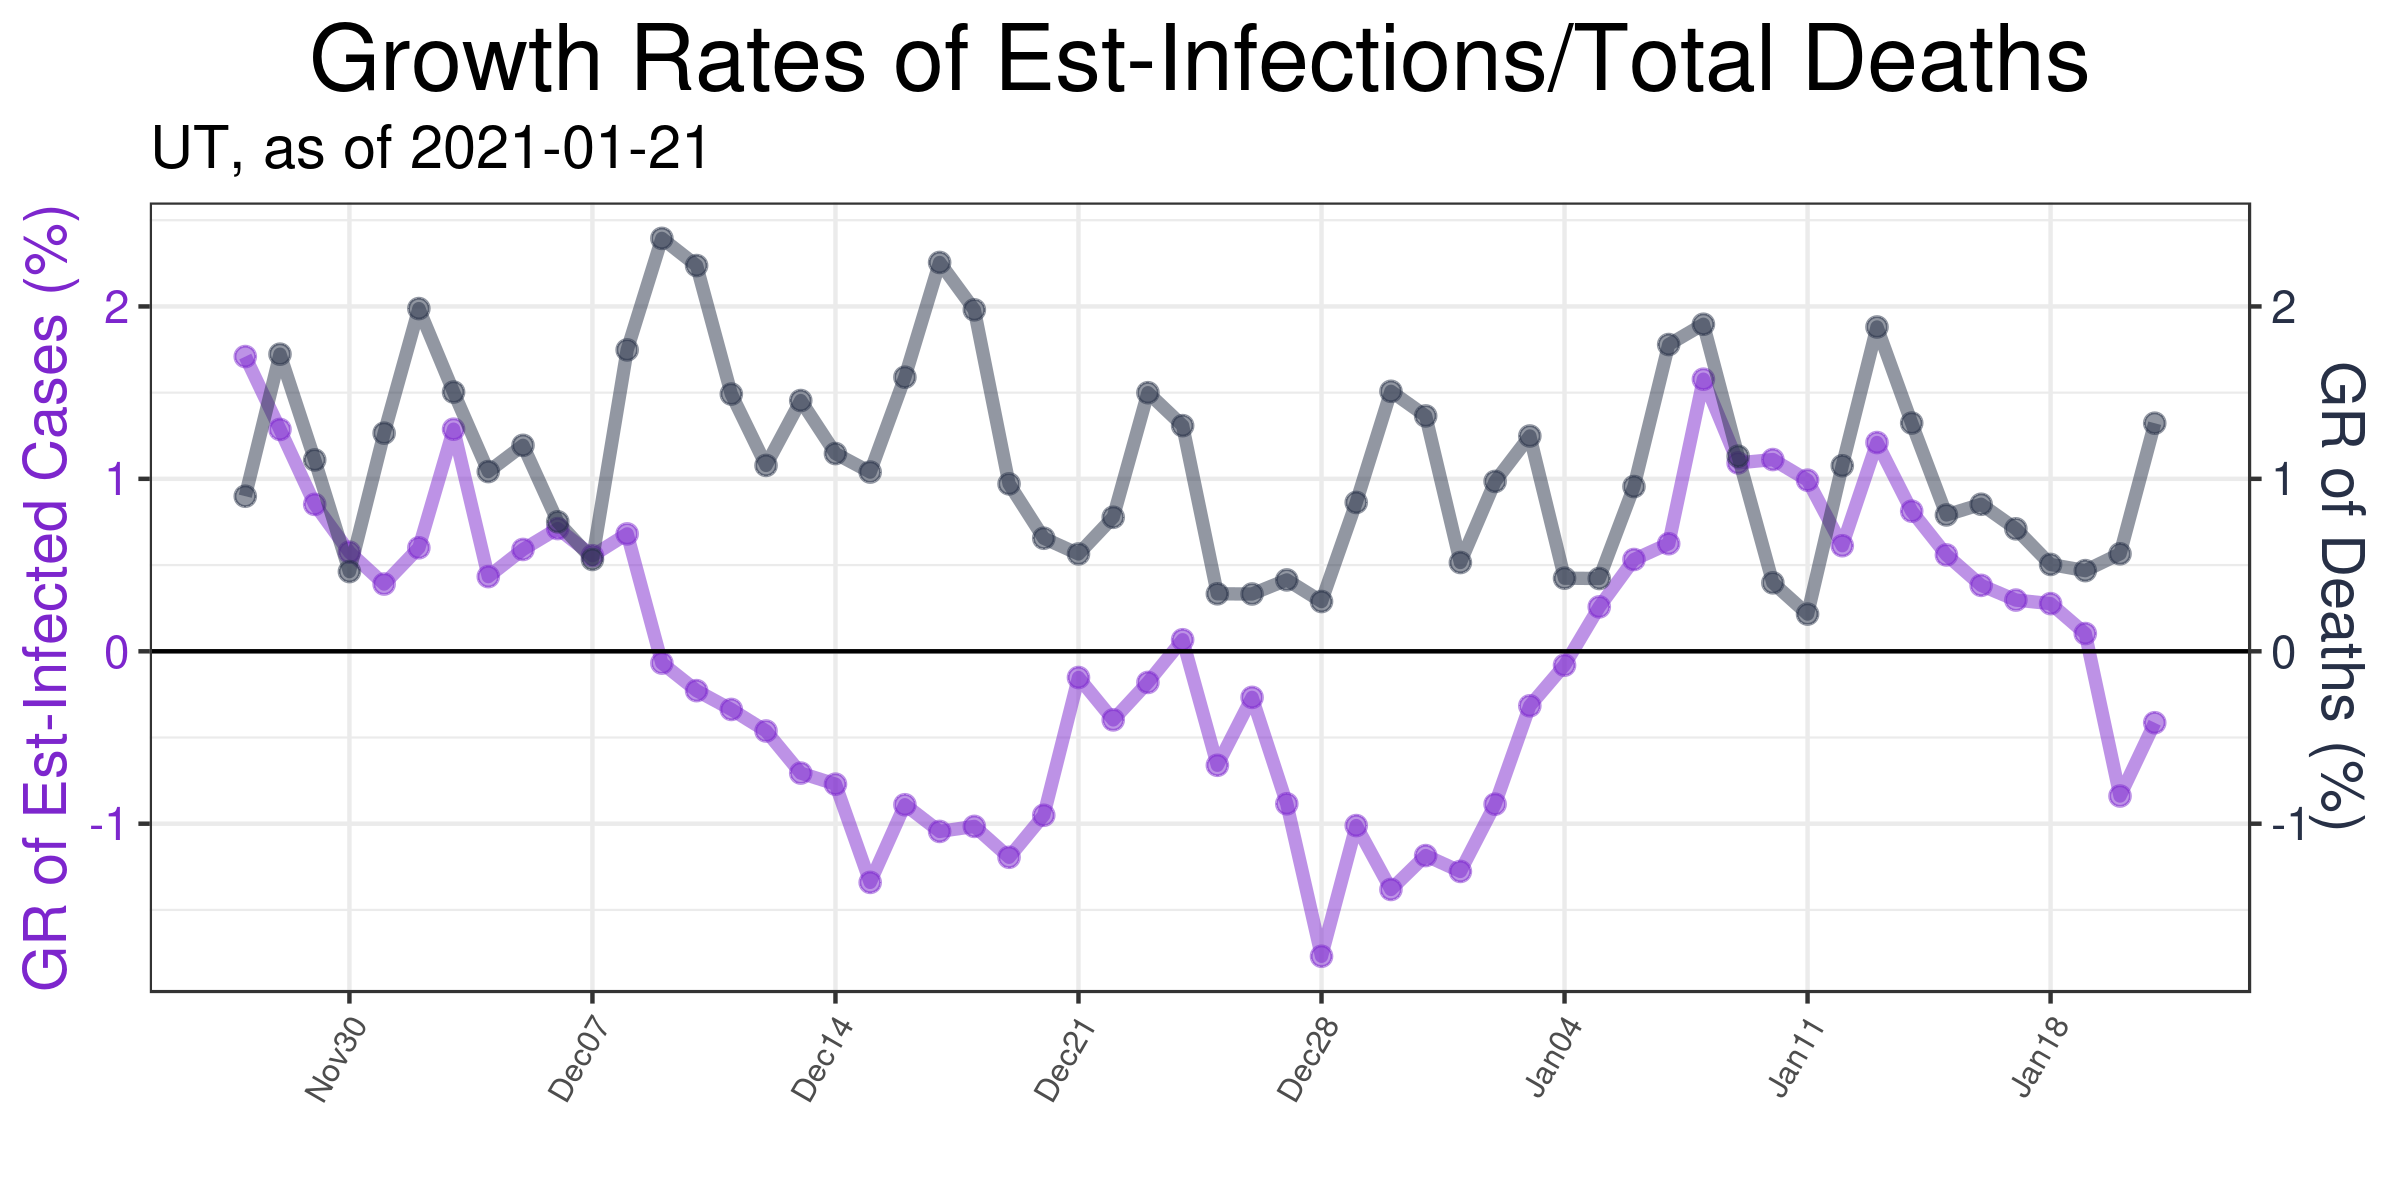 Growth Rates of Est-Infections/Total Deaths
UT, as of 2021-01-21
GR of Est-Infected Cases (%)
2
1
0
-1
2
1
0
-1
GR of Deaths (%)
Nov30
Dec07
Dec14
Dec21
Dec28
Jan04
Jan11
Jan18